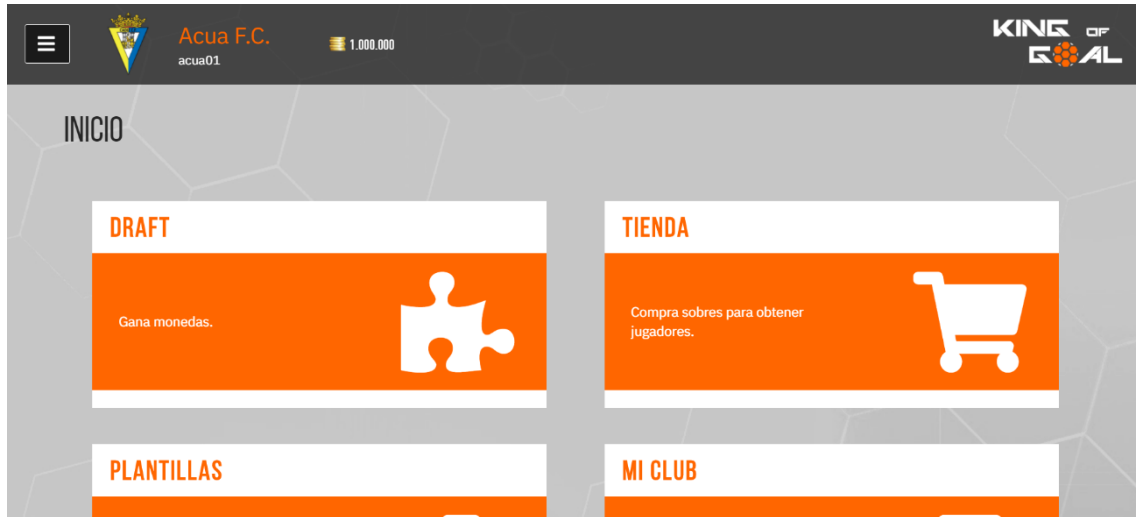 Acua F.C.
acua01
1.000.000
KING OF
GOAL
INICIO
DRAFT
Gana monedas.
TIENDA
Compra sobres para obtener
jugadores.
PLANTILLAS
MI CLUB